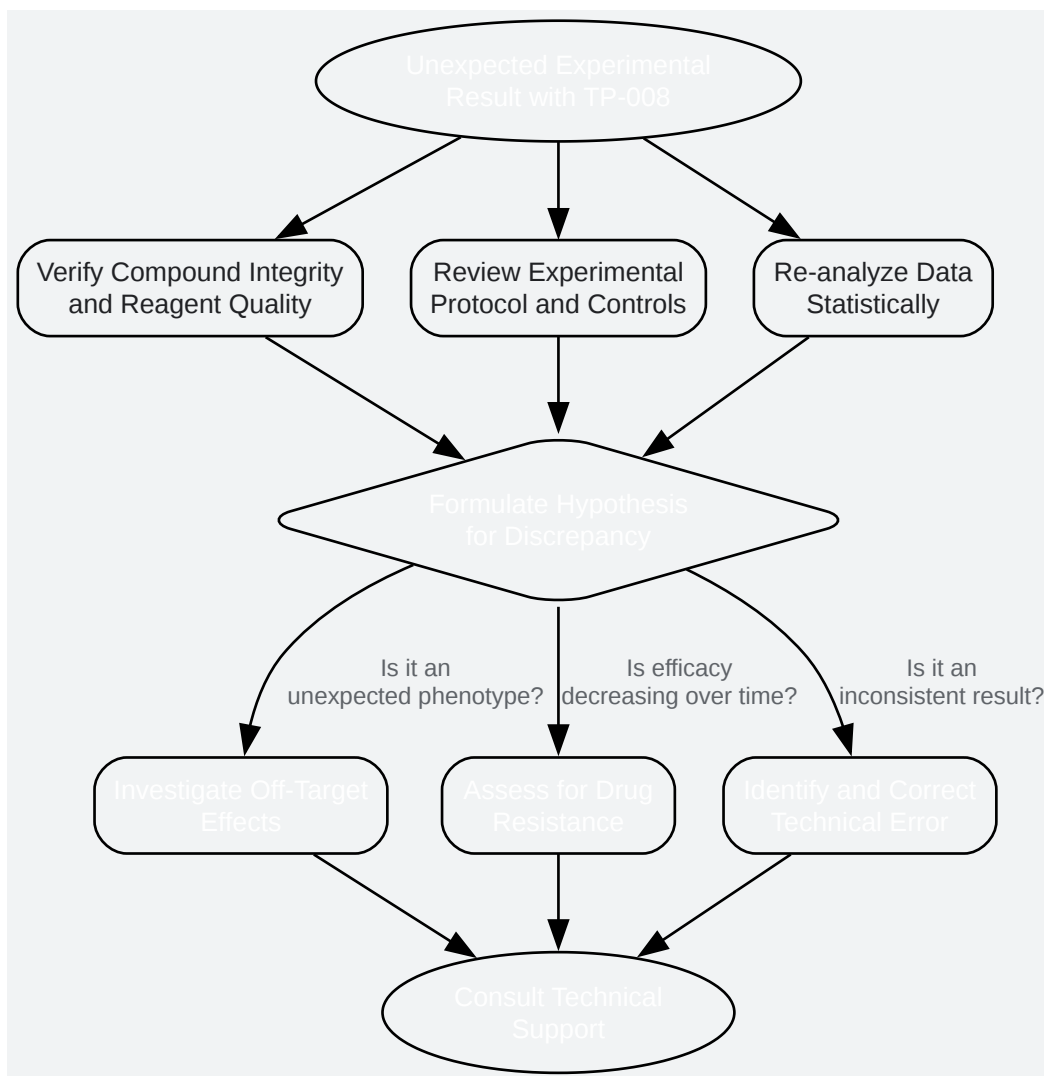 Unexpected Experimental
Result with TP-008
Verify Compound Integrity
and Reagent Quality
Review Experimental
Protocol and Controls
Re-analyze Data
Statistically
Formulate Hypothesis
for Discrepancy
Is it an
unexpected phenotype?
Is efficacy
decreasing over time?
Is it an
inconsistent result?
Investigate Off-Target
Effects
Assess for Drug
Resistance
Identify and Correct
Technical Error
Consult Technical
Support